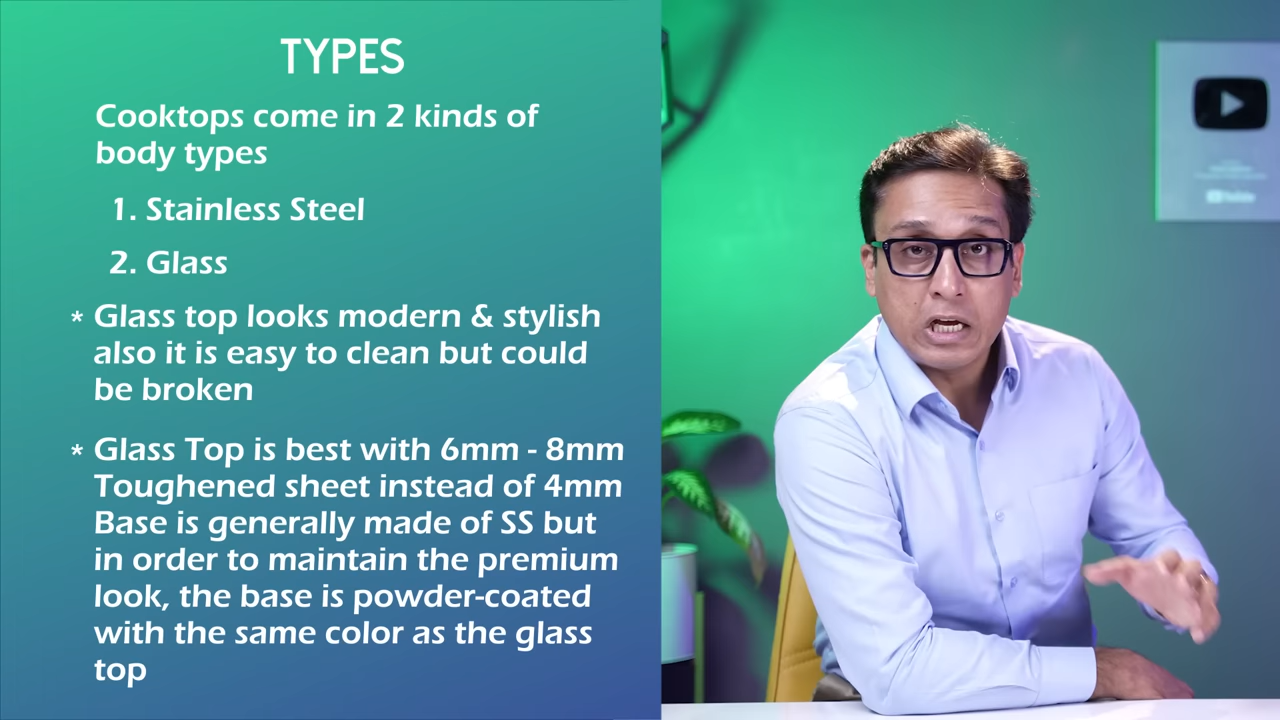 TYPES
Cooktops come in 2 kinds of
body types
1. Stainless Steel
2. Glass
* Glass top looks modern & stylish
also it is easy to clean but could
be broken
* Glass Top is best with 6mm - 8mm
Toughened sheet instead of 4mm
Base is generally made of SS but
in order to maintain the premium
look, the base is powder-coated
with the same color as the glass
top
YouTube